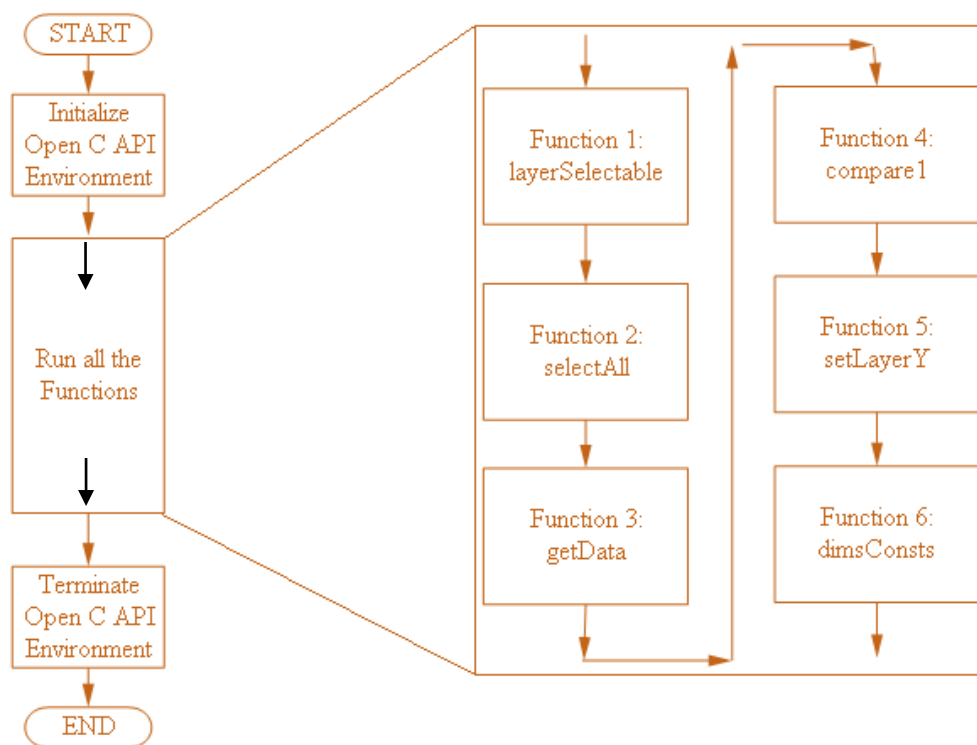 START
Initialize
Open C API
Environment
Run all the
Functions
Terminate
Open C API
Environment
END
Function 1:
layerSelectable
Function 2:
selectAll
Function 3:
getData
Function 4:
compare1
Function 5:
setLayerY
Function 6:
dimsConsts